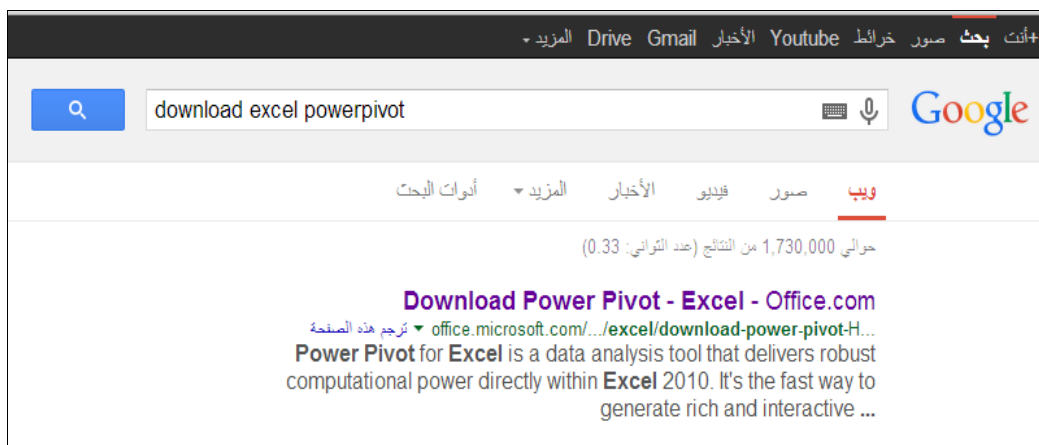 +أنت بحث صور خرائط Youtube الأخبار Gmail Drive المزيد
Google
download excel powerpivot
ويب صور فيديو الأخبار المزيد أدوات البحث
حوالي 1,730,000 من النتائج (عدد الثواني: 0.33)
Download Power Pivot - Excel - Office.com
office.microsoft.com/.../excel/download-power-pivot-H... ترجم هذه الصفحة
Power Pivot for Excel is a data analysis tool that delivers robust
computational power directly within Excel 2010. It's the fast way to
generate rich and interactive ...